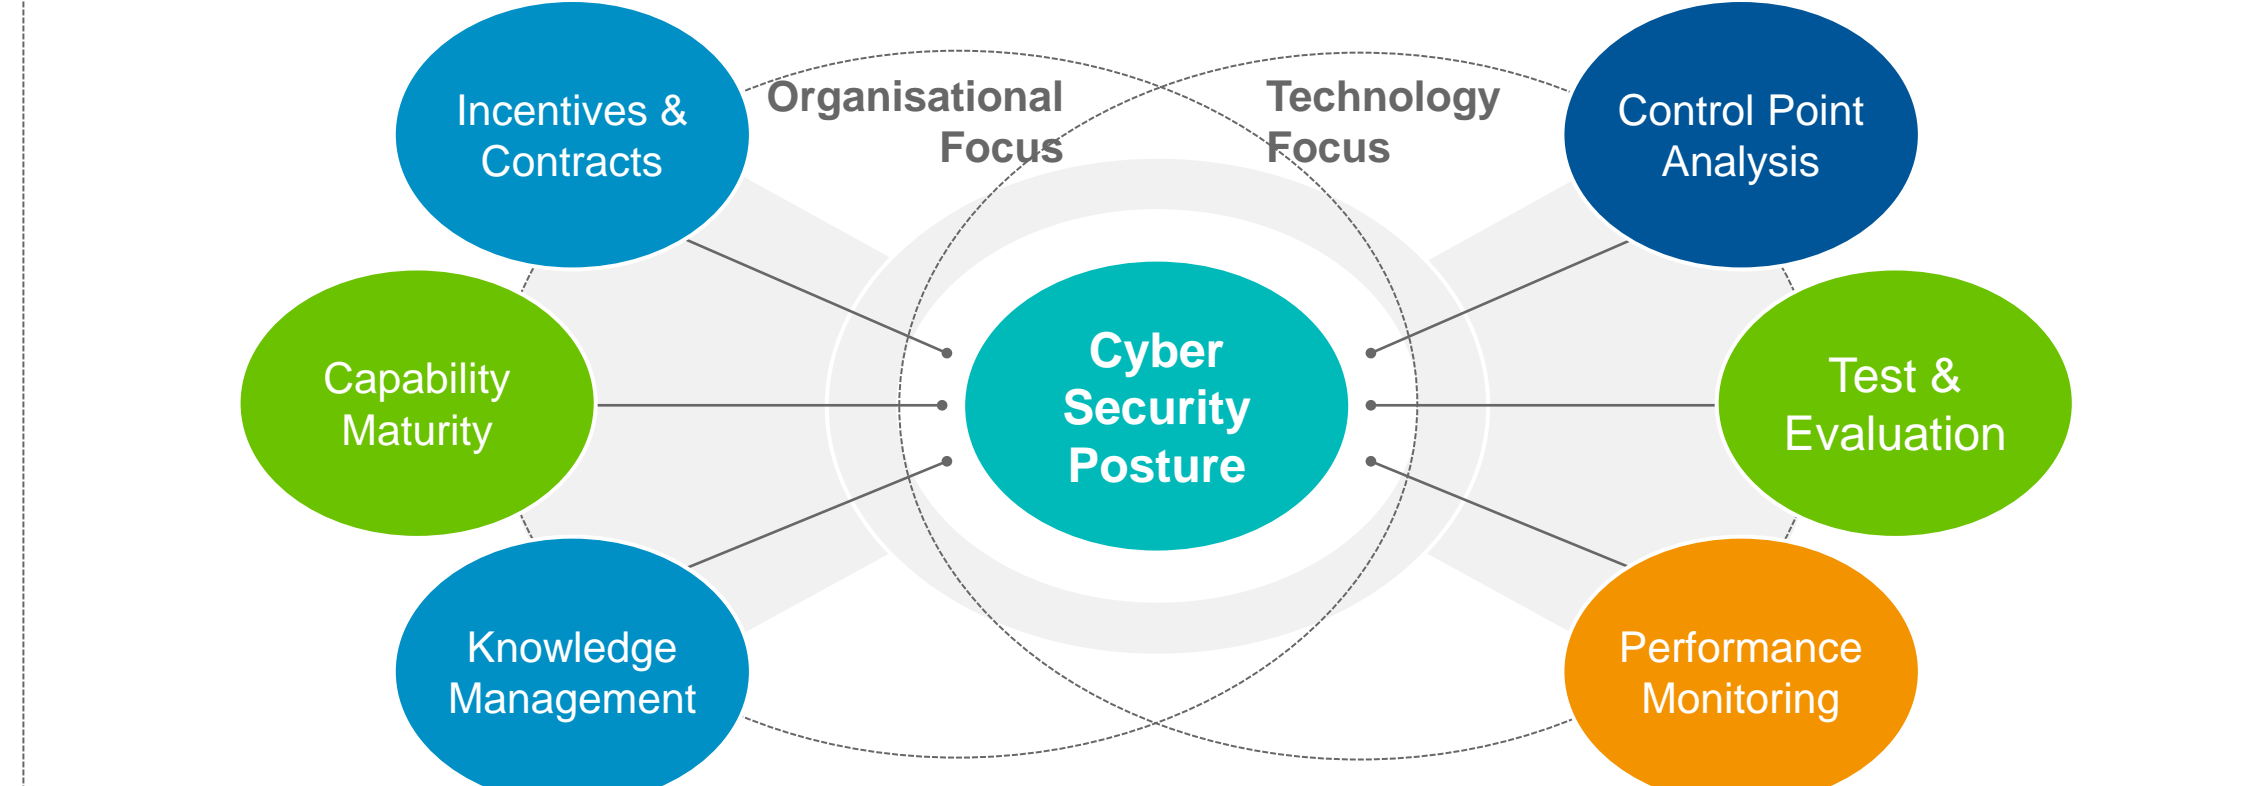 Organisational
Focus
Technology
Focus
Incentives &
Contracts
Control Point
Analysis
Capability
Maturity
Cyber
Security
Posture
Test &
Evaluation
Knowledge
Management
Performance
Monitoring